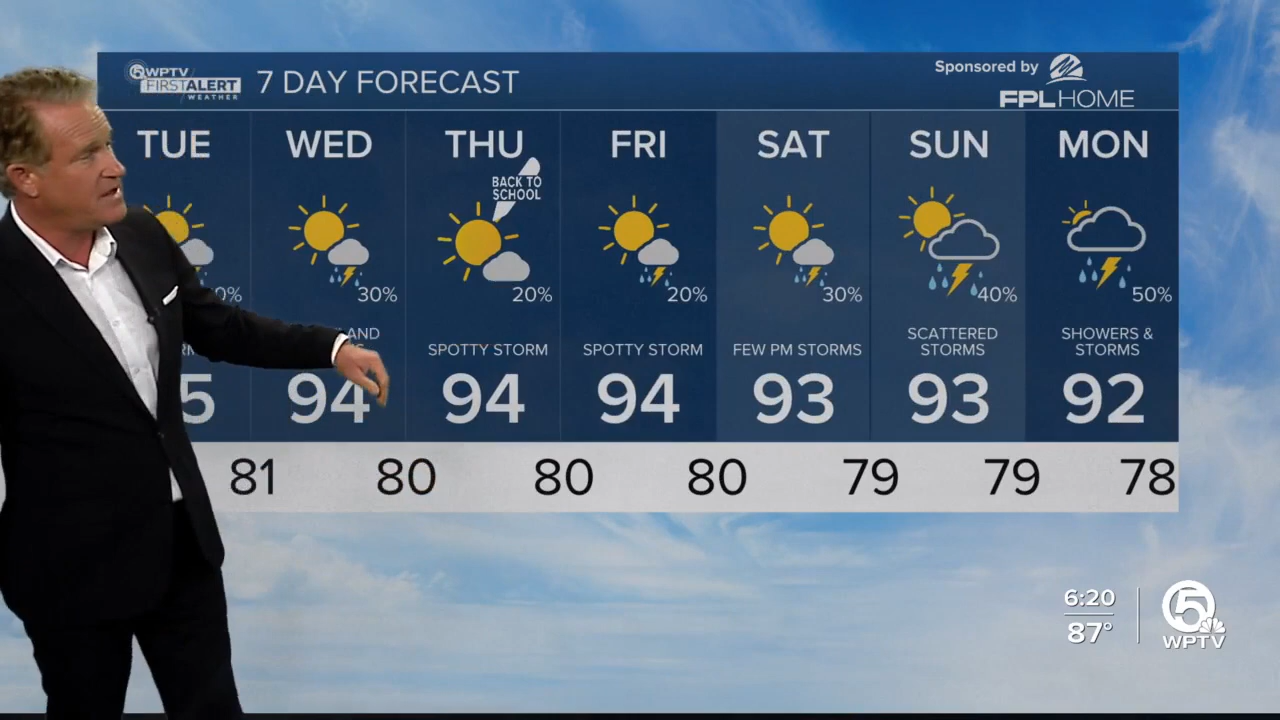 5 WPTV
FIRST ALERT
WEATHER
7 DAY FORECAST
Sponsored by
FPL HOME
TUE WED THU FRI SAT SUN MON
BACK TO
SCHOOL
0% 30% 20% 20% 30% 40% 50%
AND SCATTERED SHOWERS &
SPOTTY STORM SPOTTY STORM FEW PM STORMS STORMS STORMS
5 94 94 94 93 93 92
81 80 80 80 79 79 78
6:20
87°
5
WPTV